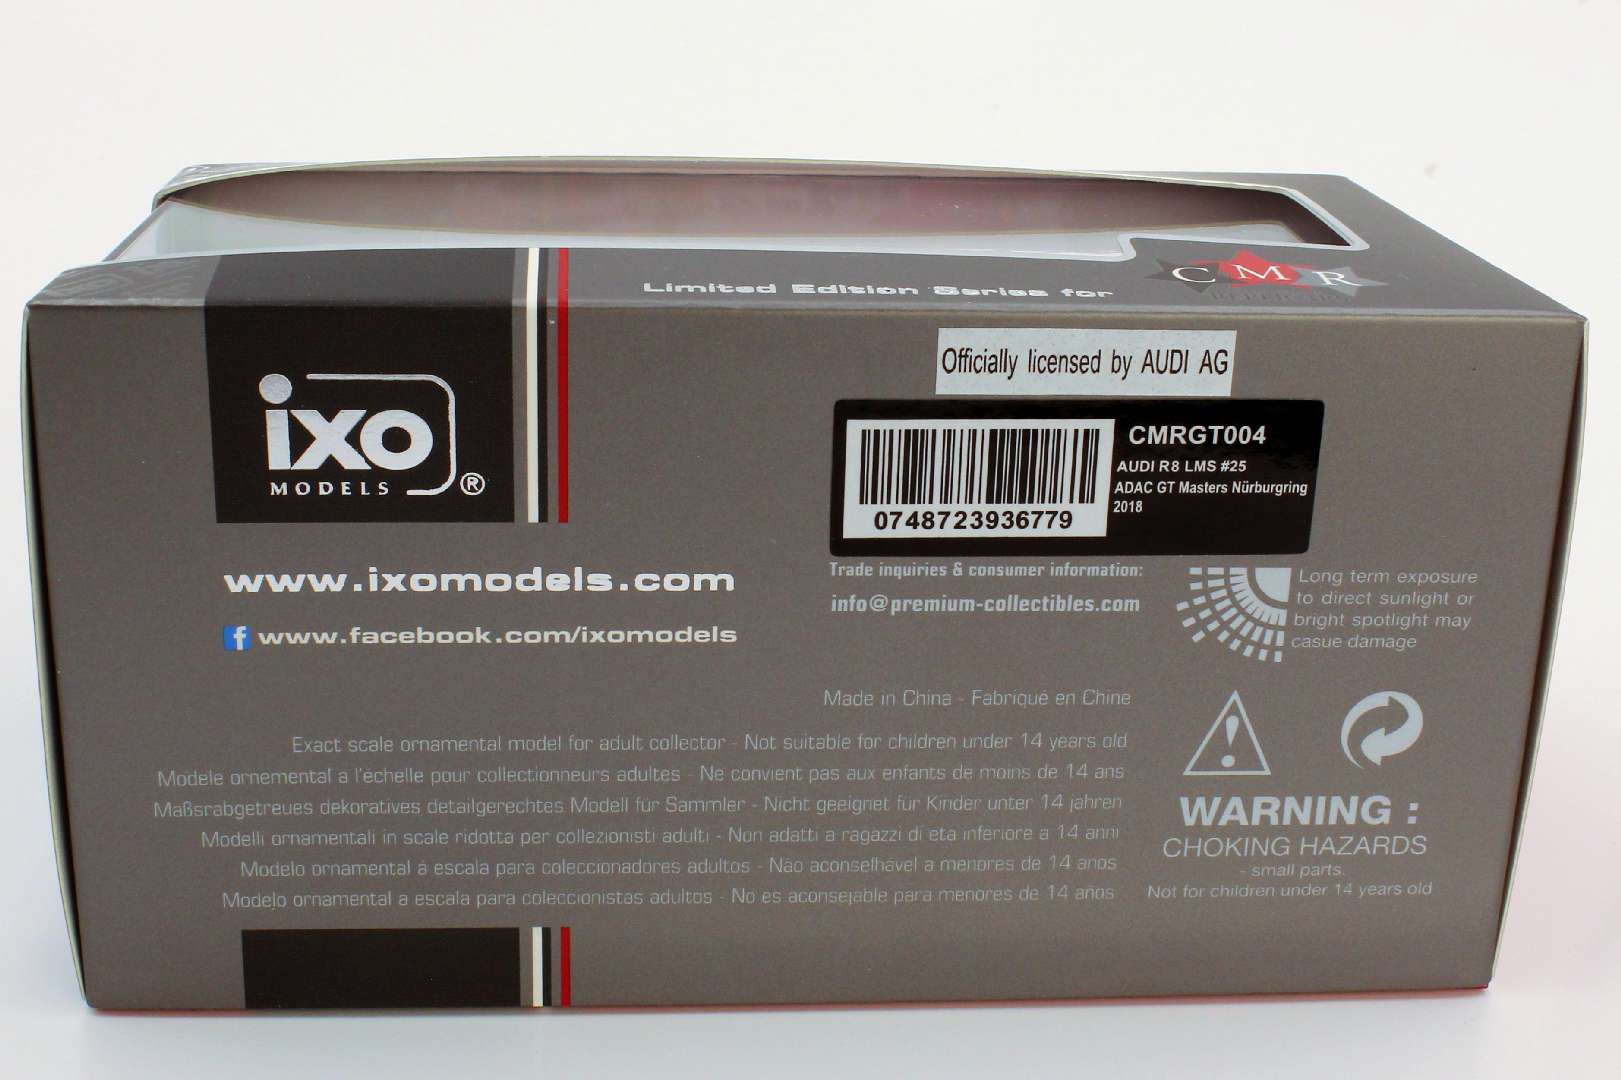 Limited Edition Series for
C M R
ixo
MODELS ®
Officially licensed by AUDI AG
CMRGT004
AUDI R8 LMS #25
ADAC GT Masters Nürburgring
2018
0748723936779
www.ixomodels.com
f www.facebook.com/ixomodels
Trade inquiries & consumer information:
info@premium-collectibles.com
Long term exposure
to direct sunlight or
bright spotlight may
casue damage
Made in China - Fabriqué en Chine
Exact scale ornamental model for adult collector - Not suitable for children under 14 years old
Modele ornemental a l'échelle pour collectionneurs adultes - Ne convient pas aux enfants de moins de 14 ans
Maßsrabgetreues dekoratives detailgerechtes Modell für Sammler - Nicht geeignet für Kinder unter 14 jahren
Modelli ornamentali in scale ridotta per collezionisti adulti - Non adatti a ragazzi di eta inferiore a 14 anni
Modelo ornamental á escala para coleccionadores adultos - Não aconselhável a menores de 14 anos
Modelo ornamental a escala para coleccionistas adultos - No es aconsejable para menores de 14 años
WARNING :
CHOKING HAZARDS
- small parts.
Not for children under 14 years old